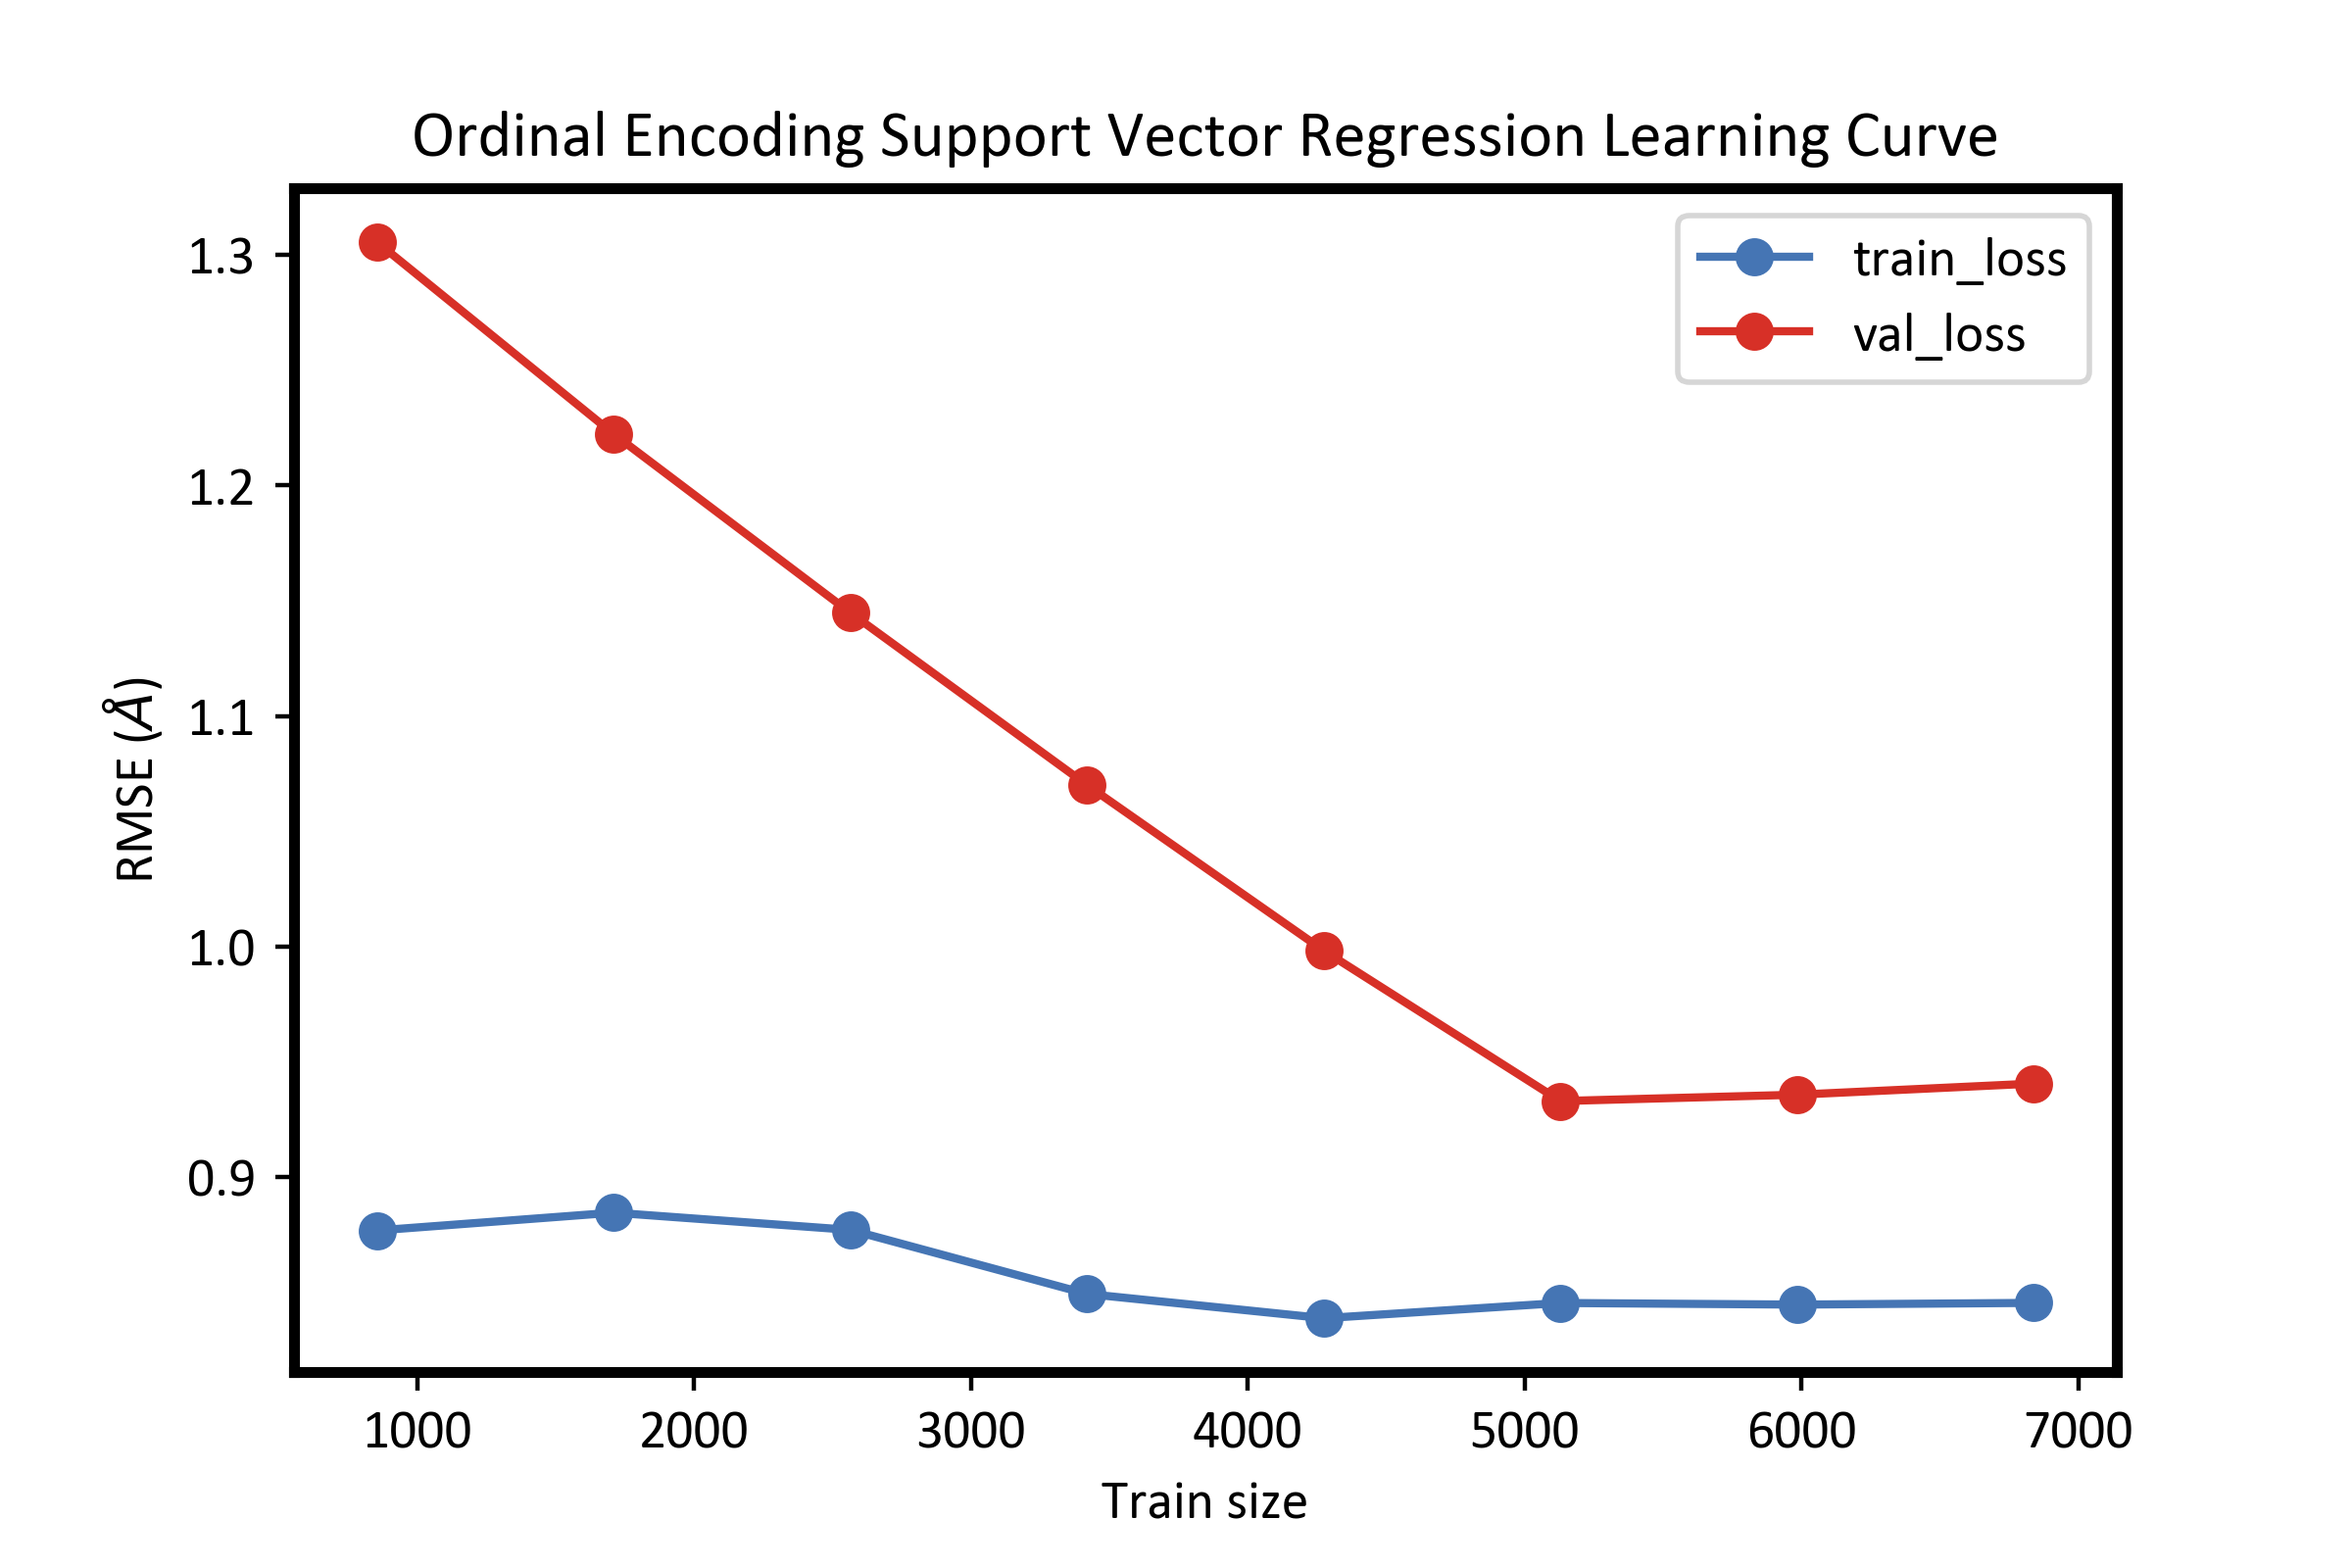 Ordinal Encoding Support Vector Regression Learning Curve
train_loss
val_loss
1.3
1.2
1.1
1.0
0.9
RMSE (Å)
1000 2000 3000 4000 5000 6000 7000
Train size